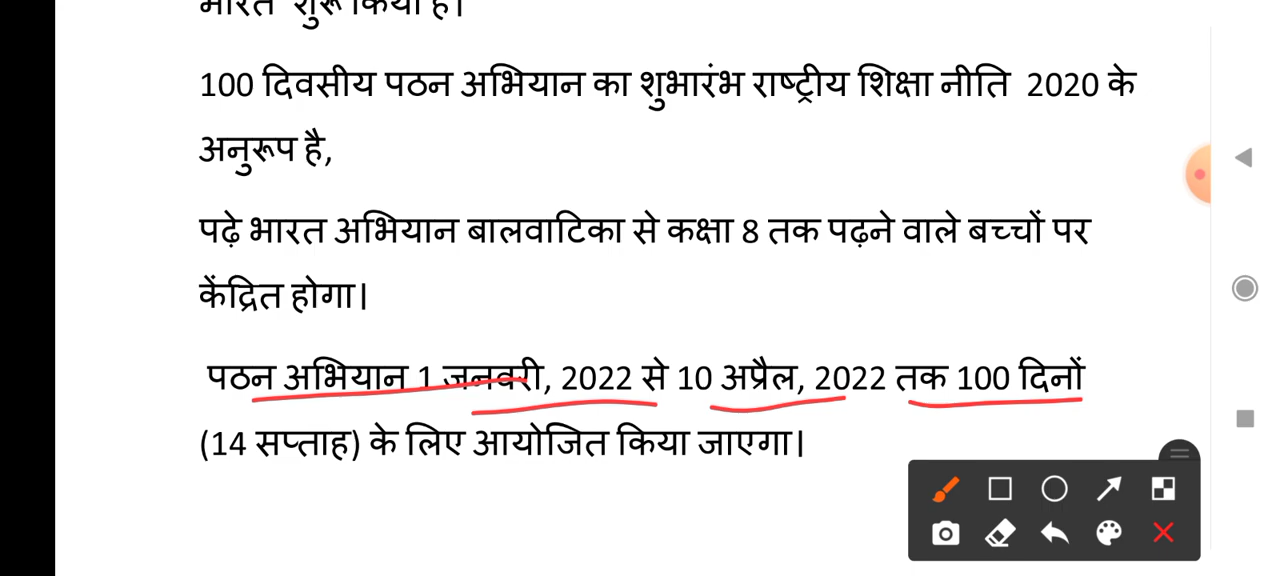 भारत शुरू किया है।
100 दिवसीय पठन अभियान का शुभारंभ राष्ट्रीय शिक्षा नीति 2020 के
अनुरूप है,
पढ़े भारत अभियान बालवाटिका से कक्षा 8 तक पढ़ने वाले बच्चों पर
केंद्रित होगा।
पठन अभियान 1 जनवरी, 2022 से 10 अप्रैल, 2022 तक 100 दिनों
(14 सप्ताह) के लिए आयोजित किया जाएगा।